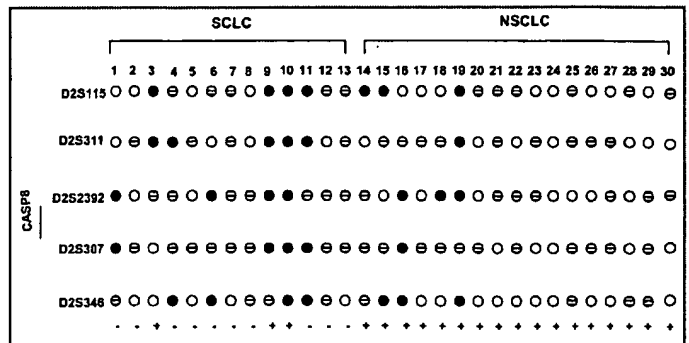 SCLC NSCLC
1 2 3 4 5 6 7 8 9 10 11 12 13 14 15 16 17 18 19 20 21 22 23 24 25 26 27 28 29 30
D2S115
D2S311
D2S2392
CASP8
D2S307
D2S346
- - + - - - - - + + - - - + + + + + + + + + + + + + + + + +